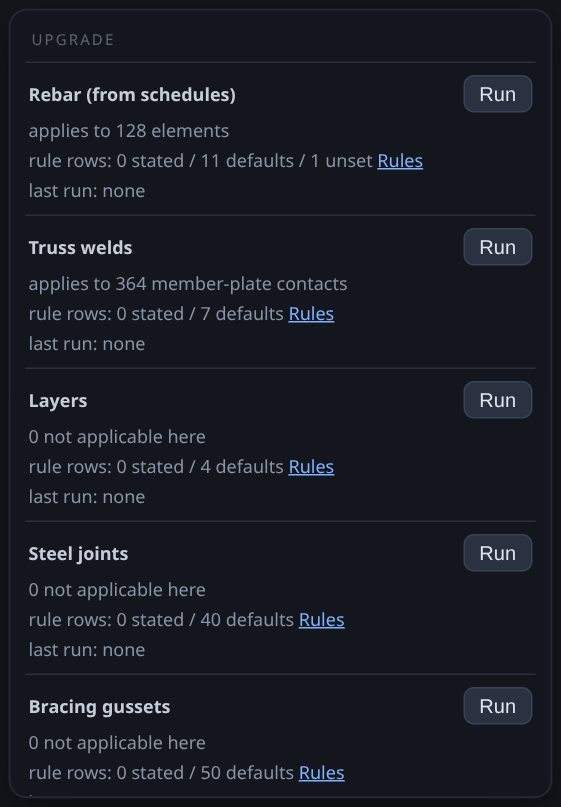 UPGRADE
Rebar (from schedules)
Run
applies to 128 elements
rule rows: 0 stated / 11 defaults / 1 unset Rules
last run: none
Truss welds
Run
applies to 364 member-plate contacts
rule rows: 0 stated / 7 defaults Rules
last run: none
Layers
Run
0 not applicable here
rule rows: 0 stated / 4 defaults Rules
last run: none
Steel joints
Run
0 not applicable here
rule rows: 0 stated / 40 defaults Rules
last run: none
Bracing gussets
Run
0 not applicable here
rule rows: 0 stated / 50 defaults Rules